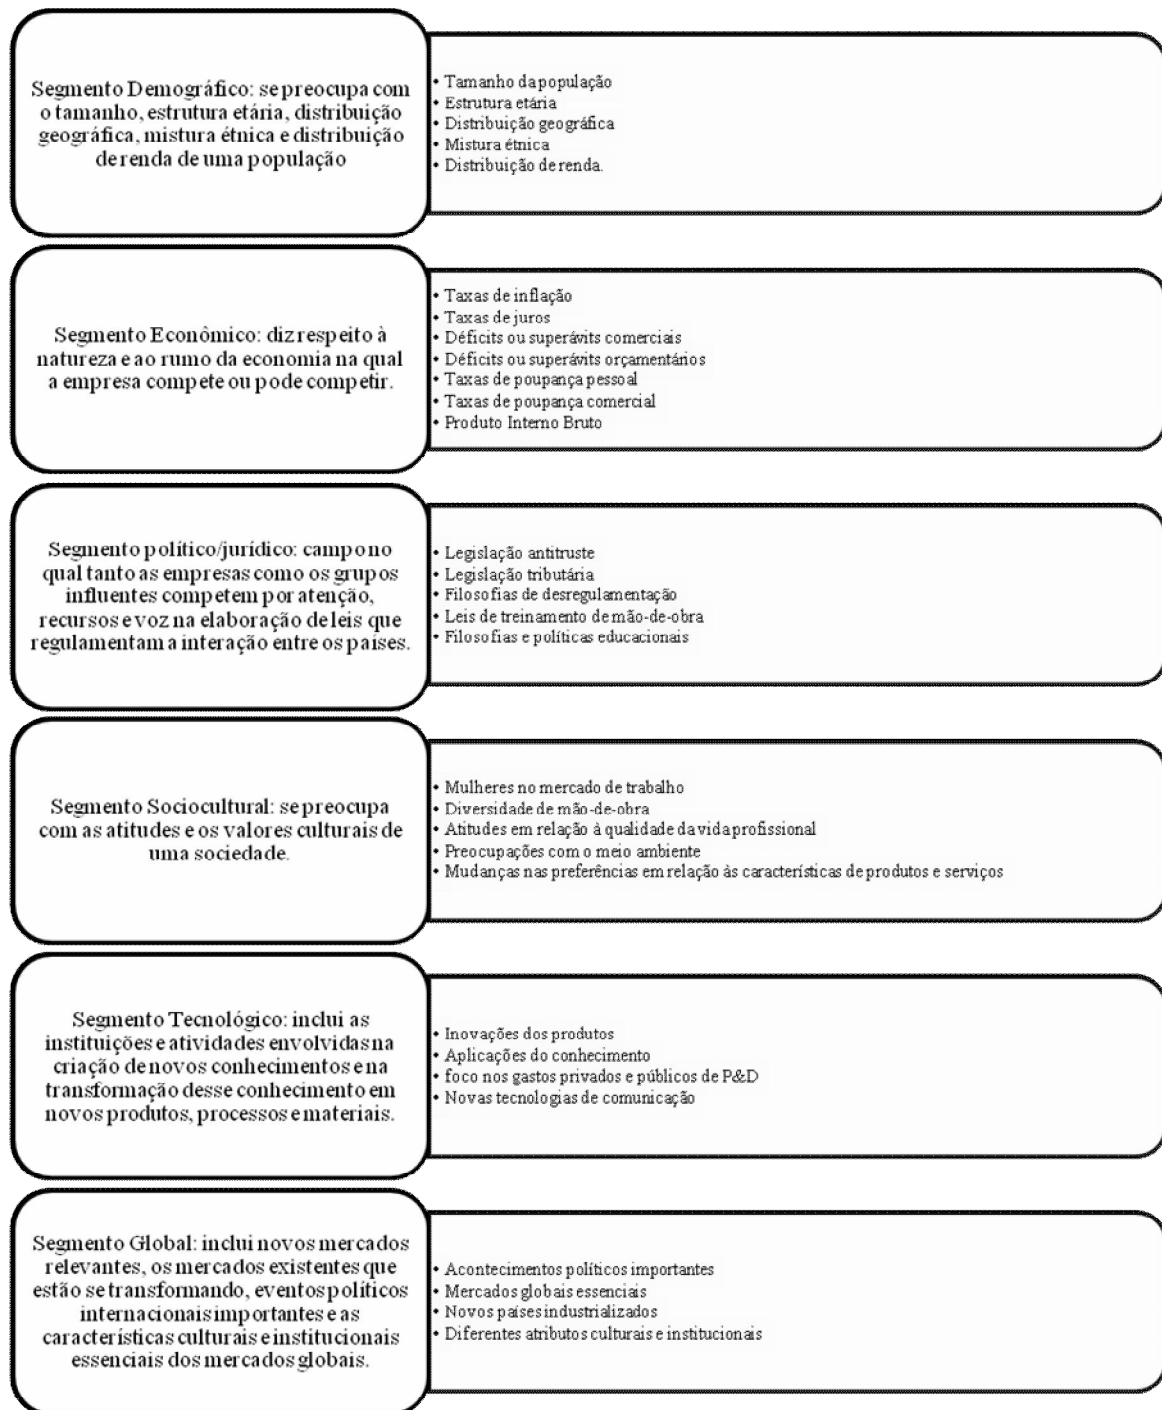 Segmento Demográfico: se preocupa com
o tamanho, estrutura etária, distribuição
geográfica, mistura étnica e distribuição
de renda de uma população
• Tamanho da população
• Estrutura etária
• Distribuição geográfica
• Mistura étnica
• Distribuição de renda.
Segmento Econômico: diz respeito à
natureza e ao rumo da economia na qual
a empresa compete ou pode competir.
• Taxas de inflação
• Taxas de juros
• Déficits ou superávits comerciais
• Déficits ou superávits orçamentários
• Taxas de poupança pessoal
• Taxas de poupança comercial
• Produto Interno Bruto
Segmento político/jurídico: campo no
qual tanto as empresas como os grupos
influentes competem por atenção,
recursos e voz na elaboração de leis que
regulamentam a interação entre os países.
• Legislação antitruste
• Legislação tributária
• Filosofias de desregulamentação
• Leis de treinamento de mão-de-obra
• Filosofias e políticas educacionais
Segmento Sociocultural: se preocupa
com as atitudes e os valores culturais de
uma sociedade.
• Mulheres no mercado de trabalho
• Diversidade de mão-de-obra
• Atitudes em relação à qualidade da vida profissional
• Preocupações com o meio ambiente
• Mudanças nas preferências em relação às características de produtos e serviços
Segmento Tecnológico: inclui as
instituições e atividades envolvidas na
criação de novos conhecimentos e na
transformação desse conhecimento em
novos produtos, processos e materiais.
• Inovações dos produtos
• Aplicações do conhecimento
• foco nos gastos privados e públicos de P&D
• Novas tecnologias de comunicação
Segmento Global: inclui novos mercados
relevantes, os mercados existentes que
estão se transformando, eventos políticos
internacionais importantes e as
características culturais e institucionais
essenciais dos mercados globais.
• Acontecimentos políticos importantes
• Mercados globais essenciais
• Novos países industrializados
• Diferentes atributos culturais e institucionais